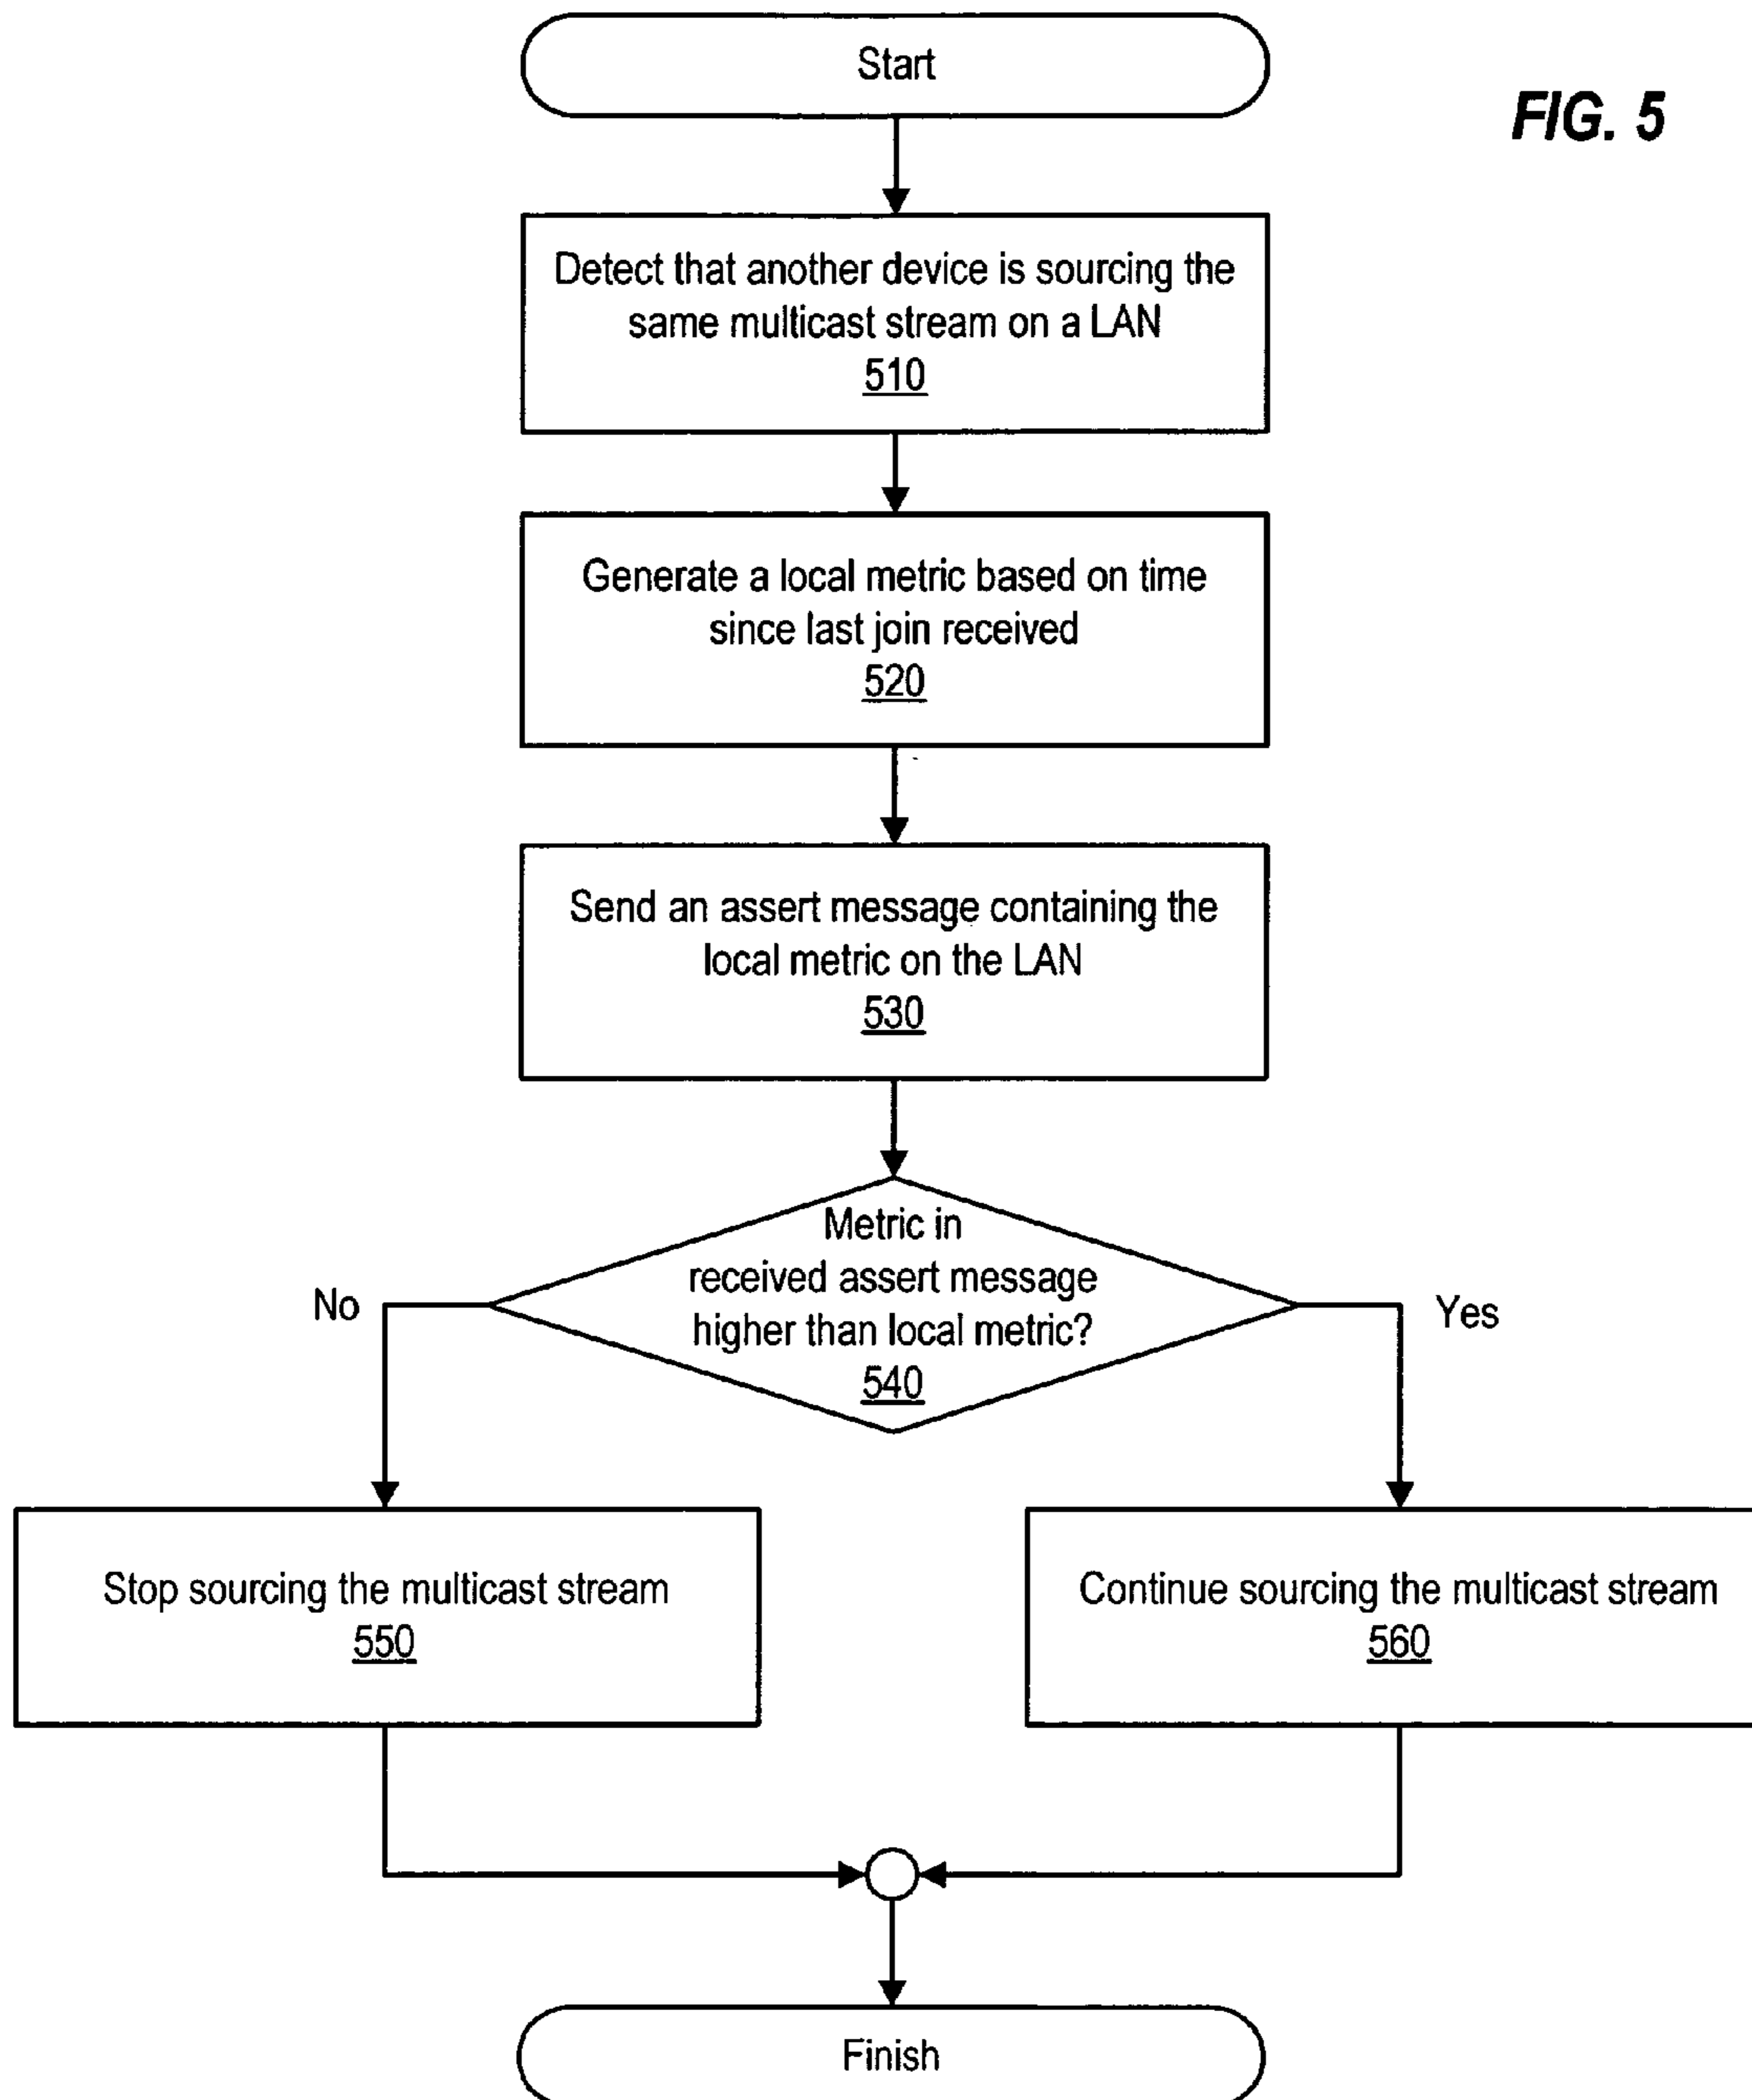 Start
FIG. 5
Detect that another device is sourcing the
same multicast stream on a LAN
510
Generate a local metric based on time
since last join received
520
Send an assert message containing the
local metric on the LAN
530
Metric in
received assert message
higher than local metric?
540
No
Yes
Stop sourcing the multicast stream
550
Continue sourcing the multicast stream
560
Finish